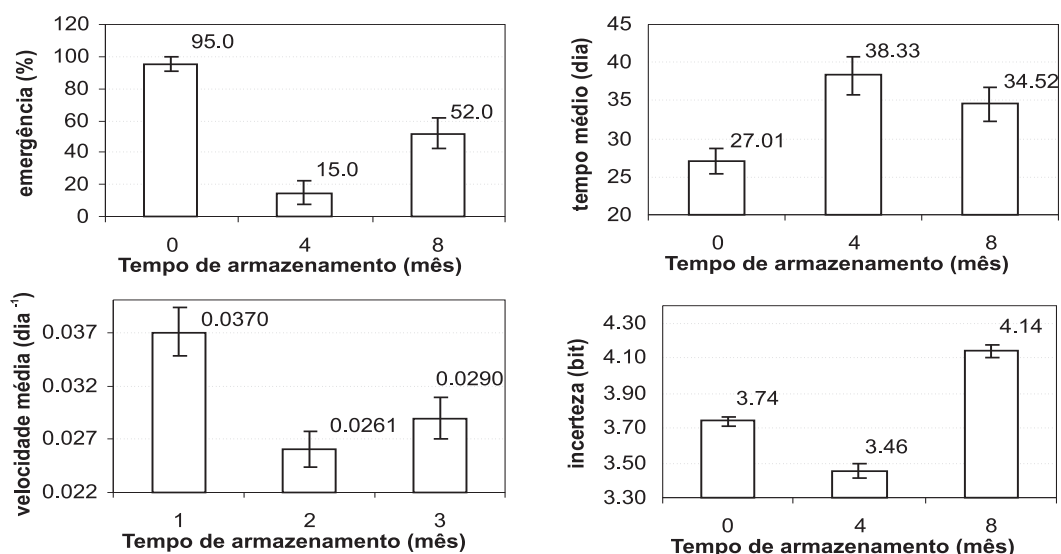 emergência (%)
120
100
80
60
40
20
0
95.0
15.0
52.0
0 4 8
Tempo de armazenamento (mês)
tempo médio (dia)
45
40
35
30
25
20
27.01
38.33
34.52
0 4 8
Tempo de armazenamento (mês)
velocidade média (dia ⁻¹)
0.037
0.032
0.027
0.022
0.0370
0.0261
0.0290
1 2 3
Tempo de armazenamento (mês)
incerteza (bit)
4.30
4.10
3.90
3.70
3.50
3.30
3.74
3.46
4.14
0 4 8
Tempo de armazenamento (mês)